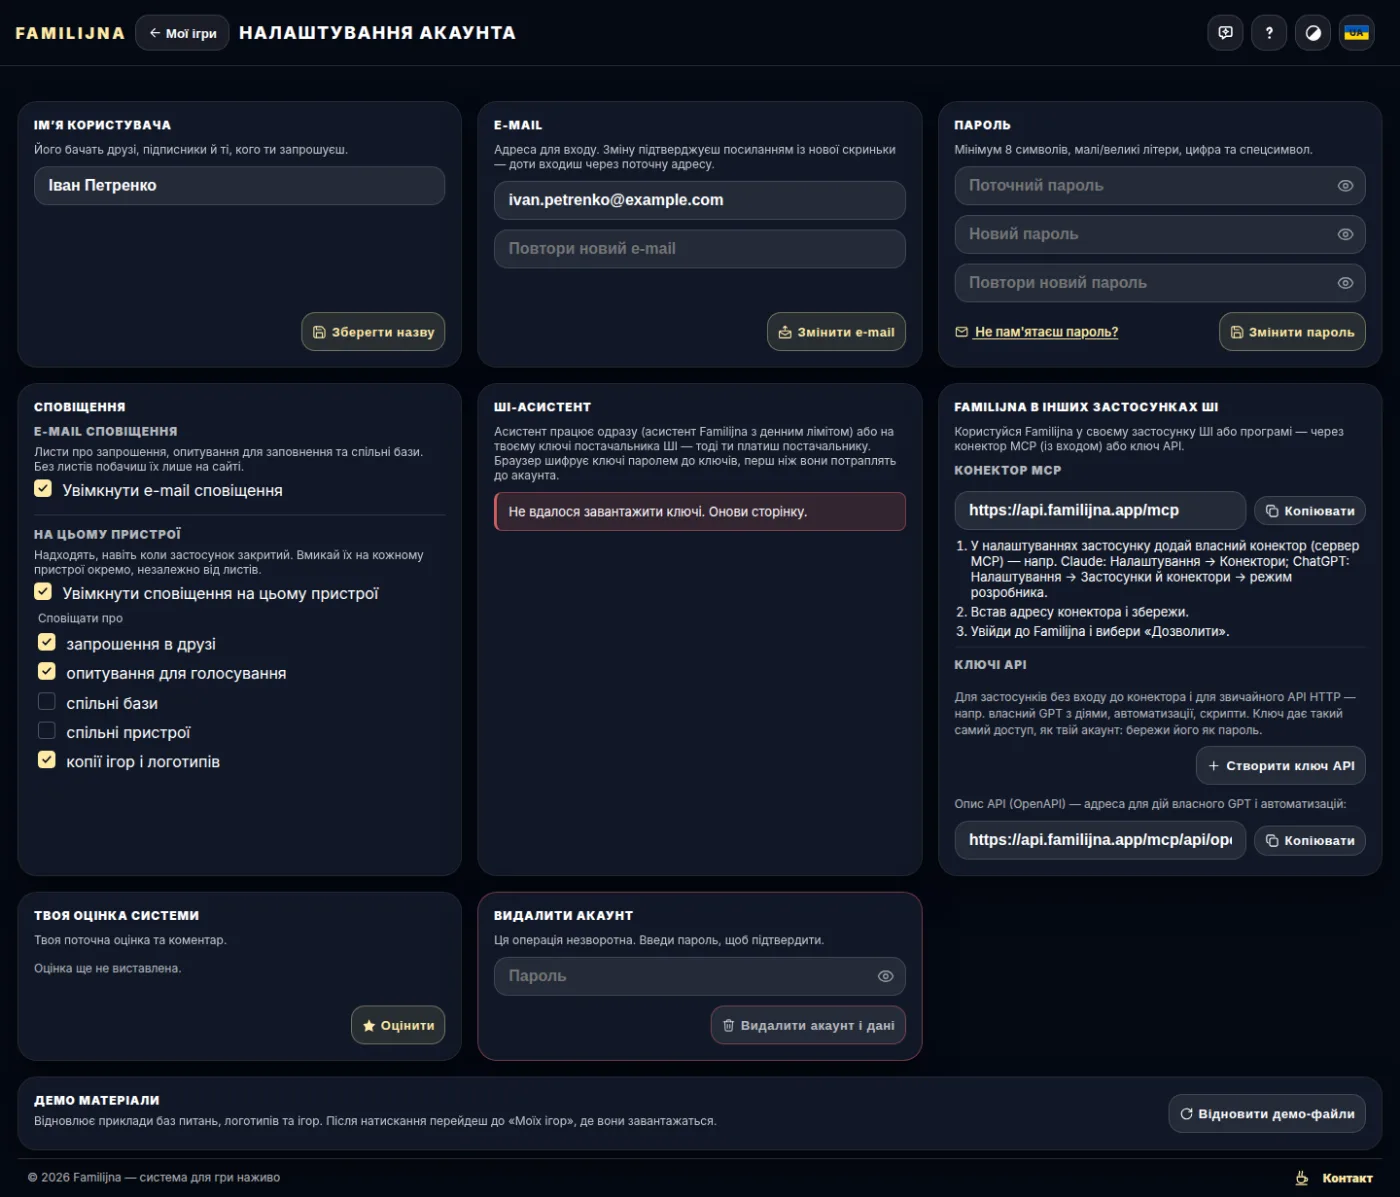 FAMILIJNA
← Мої ігри
НАЛАШТУВАННЯ АКАУНТА
?
UA
ІМ'Я КОРИСТУВАЧА
Його бачать друзі, підписники й ті, кого ти запрошуєш.
Іван Петренко
Зберегти назву
E-MAIL
Адреса для входу. Зміну підтверджуєш посиланням із нової скриньки
— доти входиш через поточну адресу.
ivan.petrenko@example.com
Повтори новий e-mail
Змінити e-mail
ПАРОЛЬ
Мінімум 8 символів, малі/великі літери, цифра та спецсимвол.
Поточний пароль
Новий пароль
Повтори новий пароль
Не пам'ятаєш пароль?
Змінити пароль
СПОВІЩЕННЯ
E-MAIL СПОВІЩЕННЯ
Листи про запрошення, опитування для заповнення та спільні бази.
Без листів побачиш їх лише на сайті.
Увімкнути e-mail сповіщення
НА ЦЬОМУ ПРИСТРОЇ
Надходять, навіть коли застосунок закритий. Вмикай їх на кожному
пристрої окремо, незалежно від листів.
Увімкнути сповіщення на цьому пристрої
Сповіщати про
запрошення в друзі
опитування для голосування
спільні бази
спільні пристрої
копії ігор і логотипів
ШІ-АСИСТЕНТ
Асистент працює одразу (асистент Familijna з денним лімітом) або на
твоєму ключі постачальника ШІ — тоді ти платиш постачальнику.
Браузер шифрує ключі паролем до ключів, перш ніж вони потраплять
до акаунта.
Не вдалося завантажити ключі. Онови сторінку.
FAMILIJNA В ІНШИХ ЗАСТОСУНКАХ ШІ
Користуйся Familijna у своєму застосунку ШІ або програмі — через
конектор MCP (із входом) або ключ API.
КОНЕКТОР MCP
https://api.familijna.app/mcp
Копіювати
1. У налаштуваннях застосунку додай власний конектор (сервер
MCP) — напр. Claude: Налаштування → Конектори; ChatGPT:
Налаштування → Застосунки й конектори → режим
розробника.
2. Встав адресу конектора і збережи.
3. Увійди до Familijna і вибери «Дозволити».
КЛЮЧІ API
Для застосунків без входу до конектора і для звичайного API HTTP —
напр. власний GPT з діями, автоматизації, скрипти. Ключ дає такий
самий доступ, як твій акаунт: бережи його як пароль.
+ Створити ключ API
Опис API (OpenAPI) — адреса для дій власного GPT і автоматизацій:
https://api.familijna.app/mcp/api/ope
Копіювати
ТВОЯ ОЦІНКА СИСТЕМИ
Твоя поточна оцінка та коментар.
Оцінка ще не виставлена.
Оцінити
ВИДАЛИТИ АКАУНТ
Ця операція незворотна. Введи пароль, щоб підтвердити.
Пароль
Видалити акаунт і дані
ДЕМО МАТЕРІАЛИ
Відновлює приклади баз питань, логотипів та ігор. Після натискання перейдеш до «Моїх ігор», де вони завантажаться.
Відновити демо-файли
© 2026 Familijna — система для гри наживо
Контакт